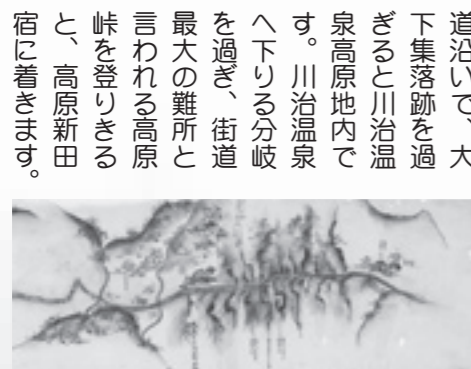 道沿いで、大
下集落跡を過
ぎると川治温
泉高原地内で
す。川治温泉
へ下りる分岐
を過ぎ、街道
最大の難所と
言われる高原
峠を登りきる
と、高原新田
宿に着きます。